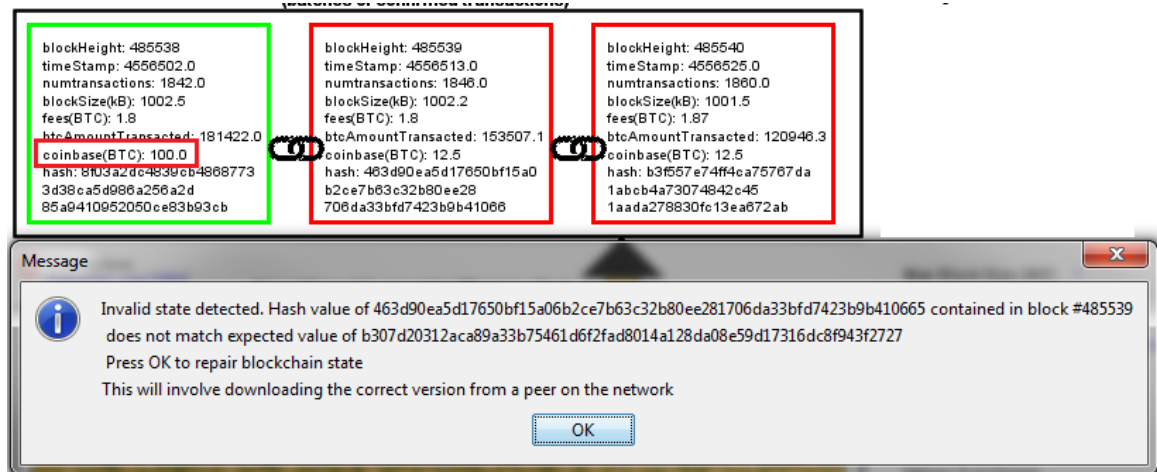 (batches of confirmed transactions)
blockHeight: 485538
timeStamp: 4556502.0
numtransactions: 1842.0
blockSize(kB): 1002.5
fees(BTC): 1.8
btcAmountTransacted: 181422.0
coinbase(BTC): 100.0
hash: 8f03a2dc4839cb4868773
3d38ca5d986a256a2d
85a9410952050ce83b93cb
blockHeight: 485539
timeStamp: 4556513.0
numtransactions: 1846.0
blockSize(kB): 1002.2
fees(BTC): 1.8
btcAmountTransacted: 153507.1
coinbase(BTC): 12.5
hash: 463d90ea5d17650bf15a0
b2ce7b63c32b80ee28
706da33bfd7423b9b41066
blockHeight: 485540
timeStamp: 4556525.0
numtransactions: 1860.0
blockSize(kB): 1001.5
fees(BTC): 1.87
btcAmountTransacted: 120946.3
coinbase(BTC): 12.5
hash: b3f557e74ff4ca75767da
1abcb4a73074842c45
1aada278830fc13ea672ab
Message
Invalid state detected. Hash value of 463d90ea5d17650bf15a06b2ce7b63c32b80ee281706da33bfd7423b9b410665 contained in block #485539
does not match expected value of b307d20312aca89a33b75461d6f2fad8014a128da08e59d17316dc8f943f2727
Press OK to repair blockchain state
This will involve downloading the correct version from a peer on the network
OK